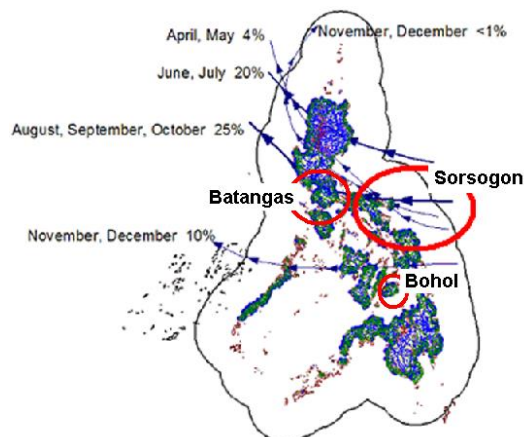 April, May 4%
November, December <1%
June, July 20%
August, September, October 25%
Sorsogon
Batangas
November, December 10%
Bohol